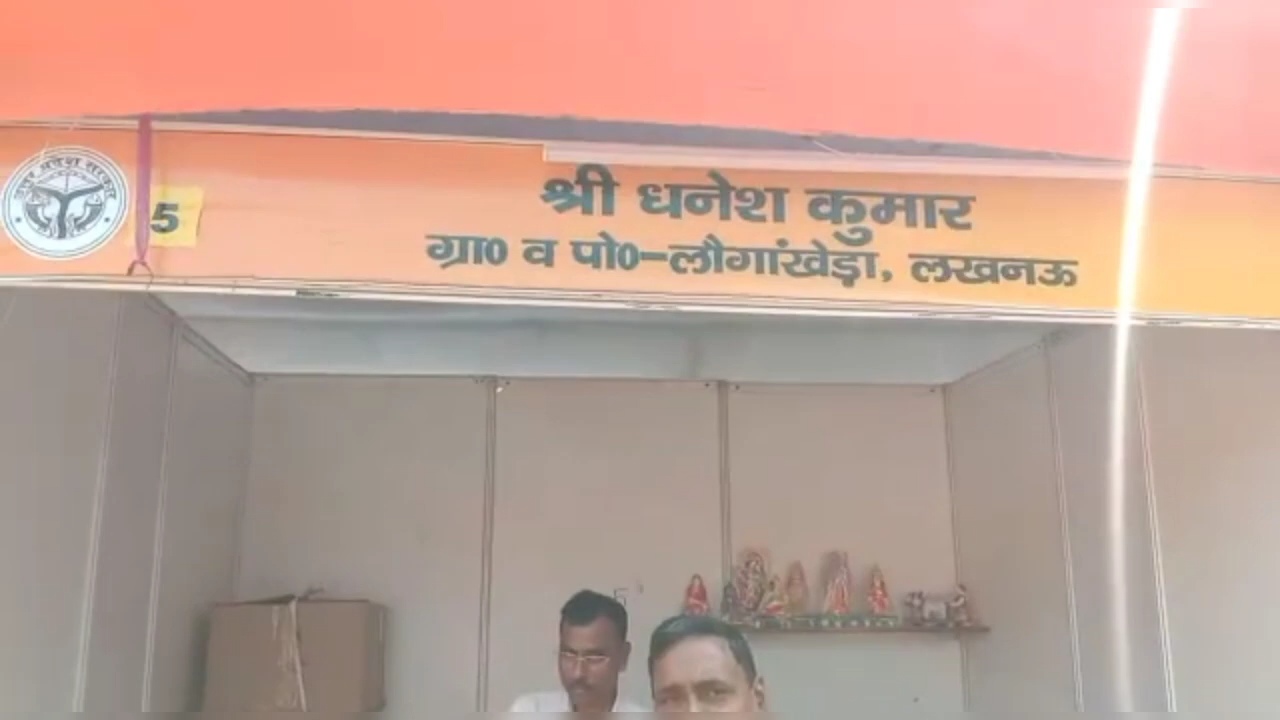 श्री धनेश कुमार
ग्रा० व पो०-लौगांखेड़ा, लखनऊ
5